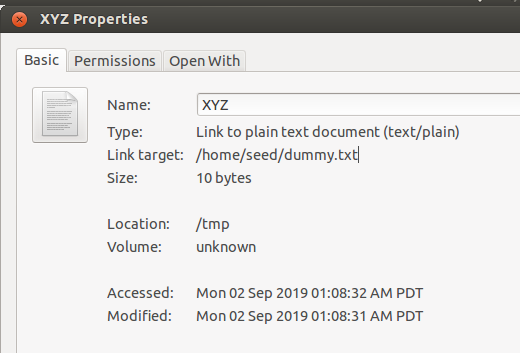 XYZ Properties
Basic Permissions Open With
Name: XYZ
Type: Link to plain text document (text/plain)
Link target: /home/seed/dummy.txt
Size: 10 bytes
Location: /tmp
Volume: unknown
Accessed: Mon 02 Sep 2019 01:08:32 AM PDT
Modified: Mon 02 Sep 2019 01:08:31 AM PDT